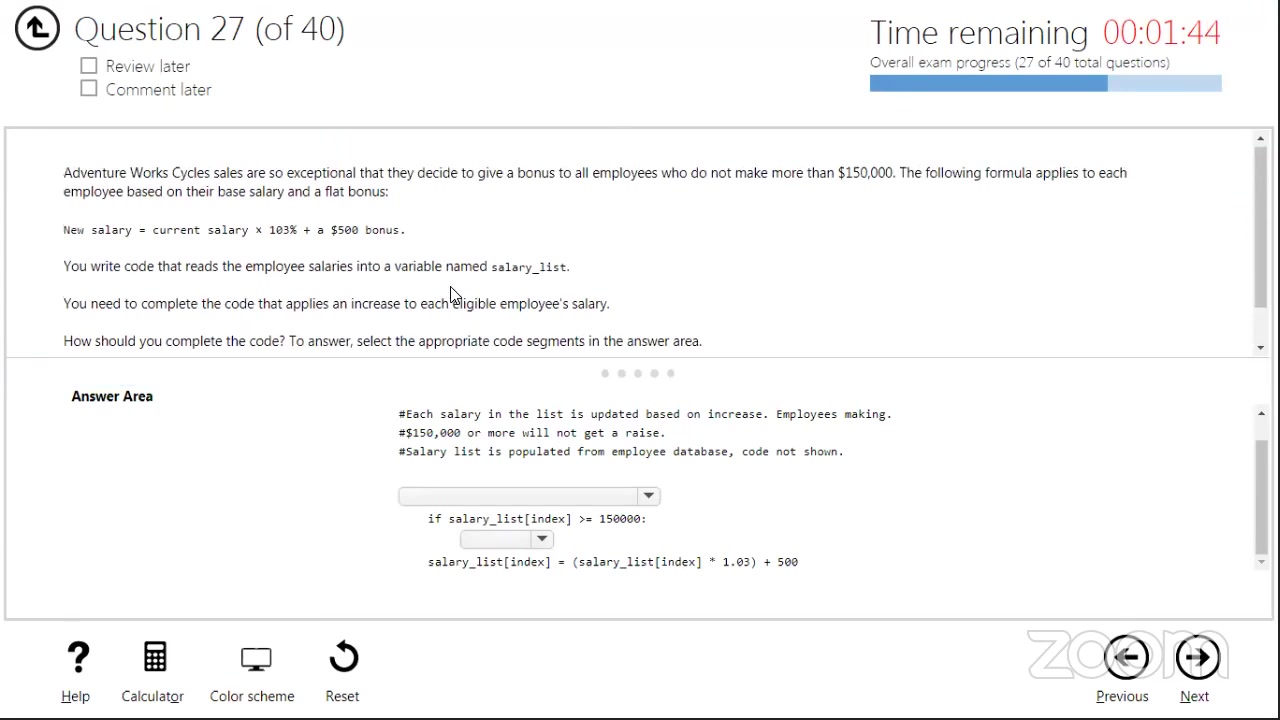 Question 27 (of 40)
Time remaining 00:01:44
Review later
Overall exam progress (27 of 40 total questions)
Comment later
Adventure Works Cycles sales are so exceptional that they decide to give a bonus to all employees who do not make more than $150,000. The following formula applies to each
employee based on their base salary and a flat bonus:
New salary = current salary × 103% + a $500 bonus.
You write code that reads the employee salaries into a variable named salary_list.
You need to complete the code that applies an increase to each eligible employee's salary.
How should you complete the code? To answer, select the appropriate code segments in the answer area.
Answer Area
#Each salary in the list is updated based on increase. Employees making.
#$150,000 or more will not get a raise.
#Salary list is populated from employee database, code not shown.
if salary_list[index] >= 150000:
salary_list[index] = (salary_list[index] * 1.03) + 500
zoom
Help
Calculator
Color scheme
Reset
Previous
Next